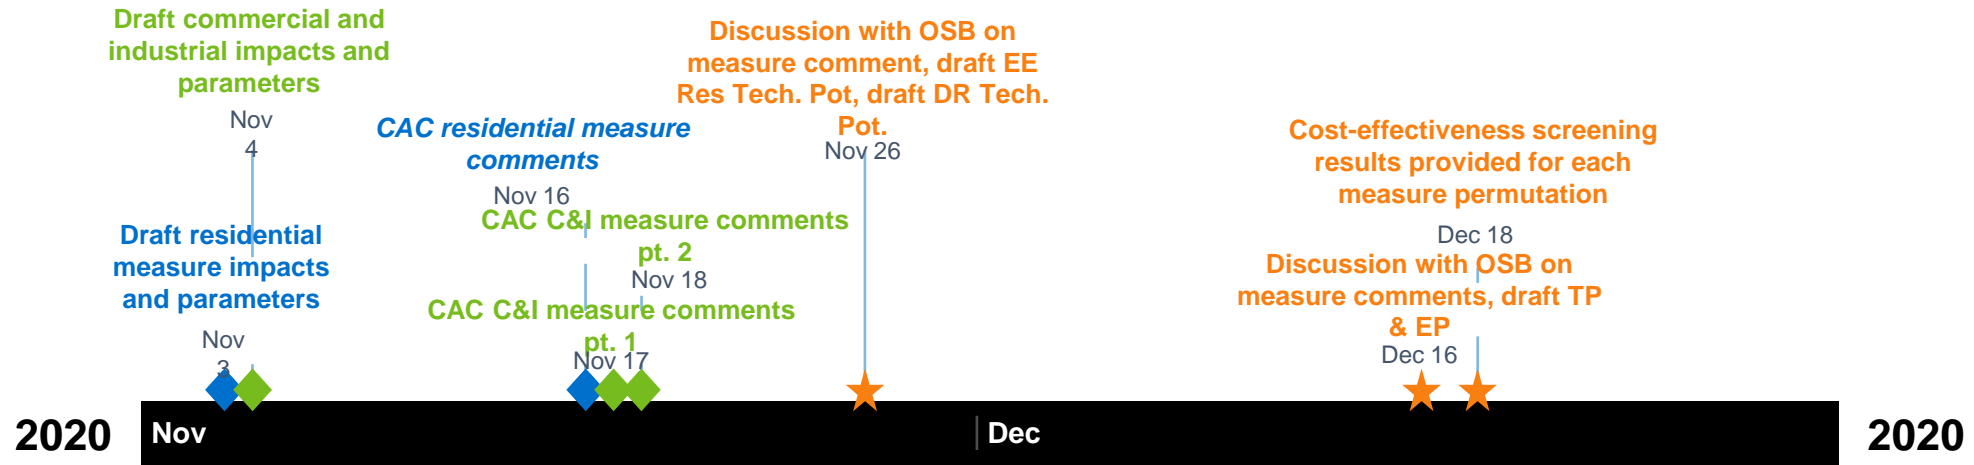 Draft commercial and
industrial impacts and
parameters
Nov
4
Draft residential
measure impacts
and parameters
Nov
3
CAC residential measure
comments
Nov 16
CAC C&I measure comments
pt. 2
Nov 18
CAC C&I measure comments
pt. 1
Nov 17
Discussion with OSB on
measure comment, draft EE
Res Tech. Pot, draft DR Tech.
Pot.
Nov 26
Cost-effectiveness screening
results provided for each
measure permutation
Dec 18
Discussion with OSB on
measure comments, draft TP
& EP
Dec 16
2020
Nov
Dec
2020